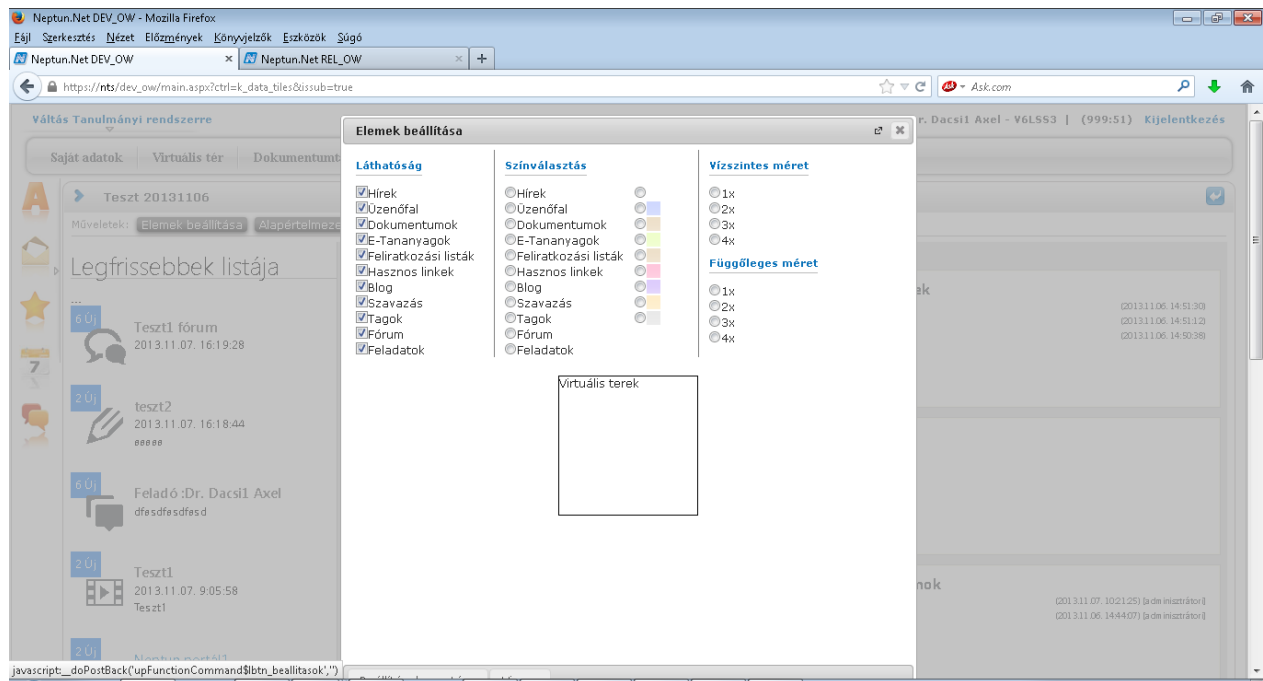 Neptun.Net DEV_OW - Mozilla Firefox
Fájl Szerkesztés Nézet Előzmények Könyvjelzők Eszközök Súgó
Neptun.Net DEV_OW × Neptun.Net REL_OW × +
https://nts/dev_ow/main.aspx?ctrl=k_data_tiles&issub=true
Ask.com
Váltás Tanulmányi rendszerre
r. Dacsi1 Axel - V6LSS3 | (999:51) Kijelentkezés
Saját adatok Virtuális tér Dokumentumt
Teszt 20131106
Műveletek: Elemek beállítása Alapértelmeze
Legfrissebbek listája
...
6 Új
Teszt1 fórum
2013.11.07. 16:19:28
2 Új
teszt2
2013.11.07. 16:18:44
eeeee
6 Új
Feladó :Dr. Dacsi1 Axel
dfesdfesdfesd
2 Új
Teszt1
2013.11.07. 9:05:58
Teszt1
2 Új
Neptun portál1
7
Elemek beállítása
Láthatóság
Hírek
Üzenőfal
Dokumentumok
E-Tananyagok
Feliratkozási listák
Hasznos linkek
Blog
Szavazás
Tagok
Fórum
Feladatok
Színválasztás
Hírek
Üzenőfal
Dokumentumok
E-Tananyagok
Feliratkozási listák
Hasznos linkek
Blog
Szavazás
Tagok
Fórum
Feladatok
Vízszintes méret
1x
2x
3x
4x
Függőleges méret
1x
2x
3x
4x
Virtuális terek
ek
(2013.11.06. 14:51:30)
(2013.11.06. 14:51:12)
(2013.11.06. 14:50:38)
nok
(2013.11.07. 10:21:25) [adminisztrátor]
(2013.11.06. 14:44:07) [adminisztrátor]
javascript:__doPostBack('upFunctionCommand$lbtn_beallitasok','')